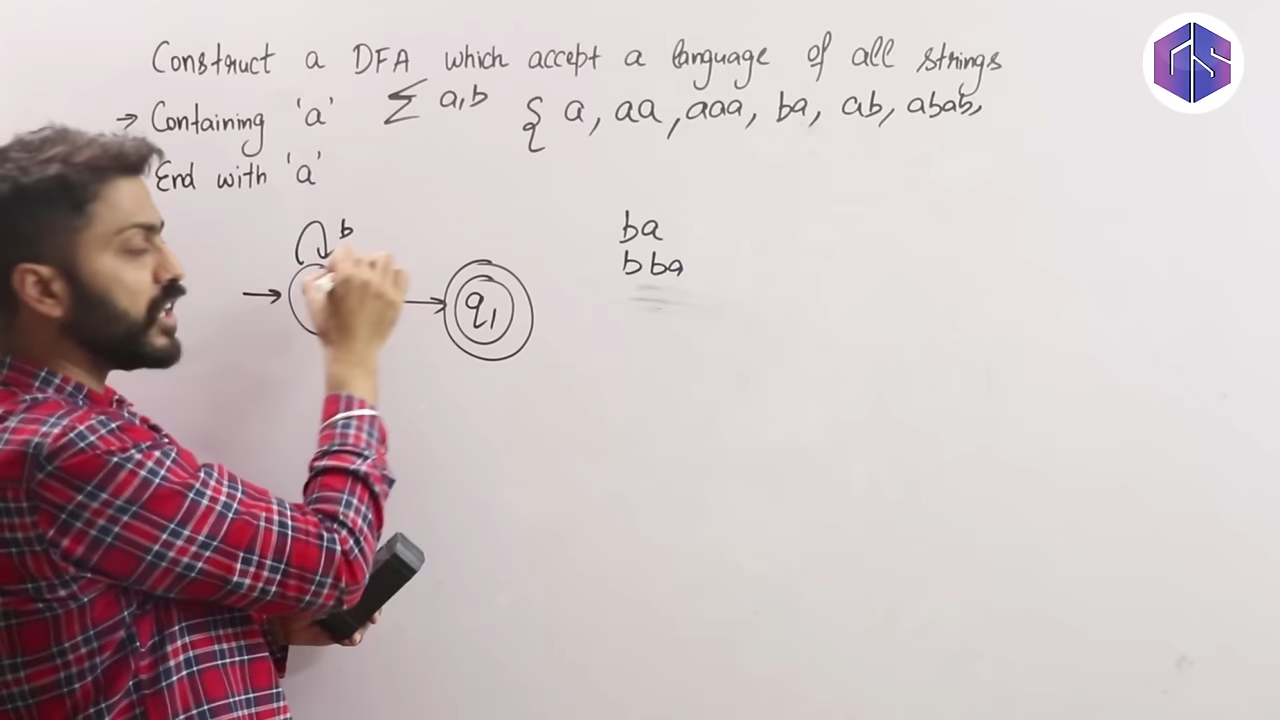 Construct a DFA which accept a language of all strings
→ Containing 'a' Σ a,b { a, aa, aaa, ba, ab, abab,
End with 'a'
b
q1
ba
bba
GS